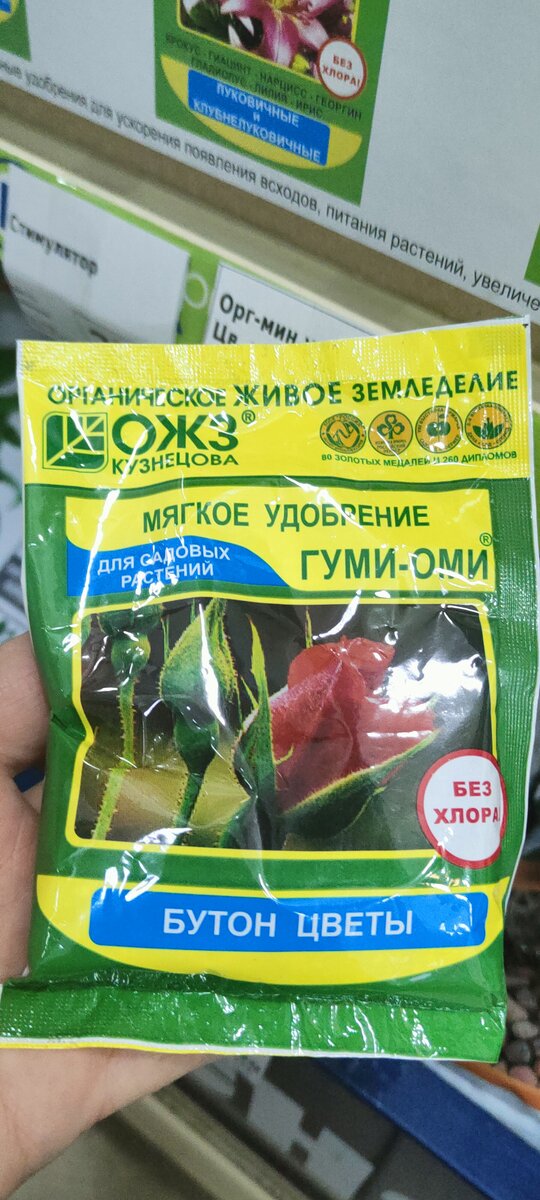 КРОКУС · ГИАЦИНТ · НАРЦИСС · ГЕОРГИН
ГЛАДИОЛУС · ЛИЛИЯ · ИРИС
БЕЗ
ХЛОРА!
ЛУКОВИЧНЫЕ
и
КЛУБНЕЛУКОВИЧНЫЕ
удобрения для ускорения появления всходов, питания растений, увеличе
Стимулятор
Орг-мин
Цв
ОРГАНИЧЕСКОЕ ЖИВОЕ ЗЕМЛЕДЕЛИЕ
ОЖЗ®
КУЗНЕЦОВА
80 ЗОЛОТЫХ МЕДАЛЕЙ И 260 ДИПЛОМОВ
МЯГКОЕ УДОБРЕНИЕ
ДЛЯ САДОВЫХ
РАСТЕНИЙ
ГУМИ-ОМИ®
БЕЗ
ХЛОРА!
БУТОН ЦВЕТЫ